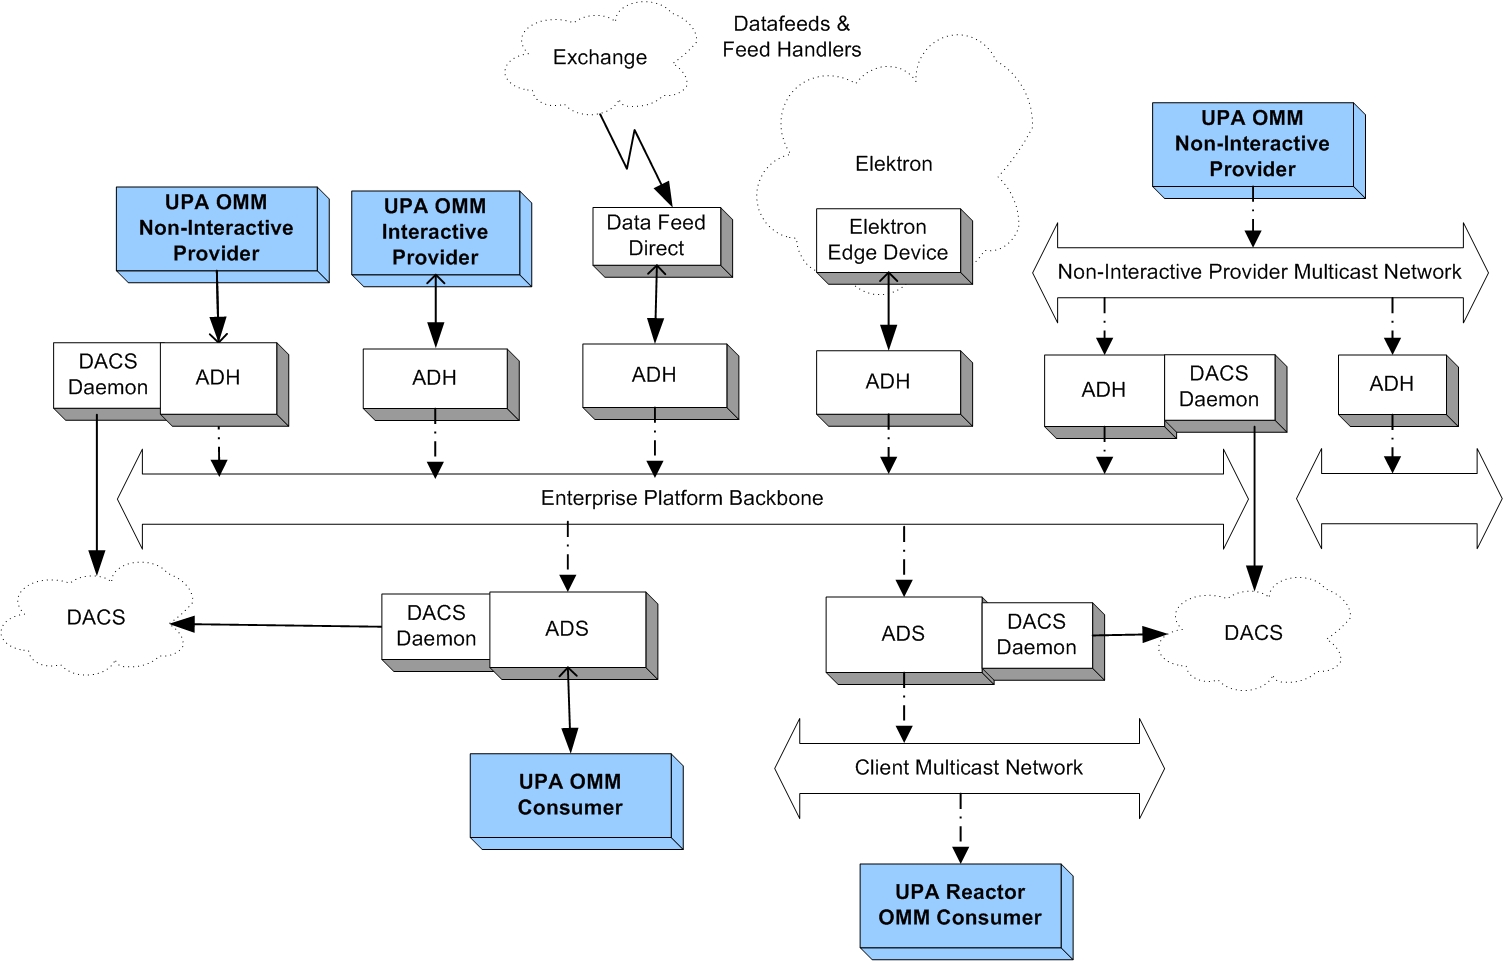 Datafeeds &
Feed Handlers
Exchange
UPA OMM
Non-Interactive
Provider
Elektron
UPA OMM
Non-Interactive
Provider
UPA OMM
Interactive
Provider
Data Feed
Direct
Elektron
Edge Device
Non-Interactive Provider Multicast Network
DACS
Daemon
ADH
ADH
ADH
ADH
ADH
DACS
Daemon
ADH
Enterprise Platform Backbone
DACS
DACS
Daemon
ADS
ADS
DACS
Daemon
DACS
UPA OMM
Consumer
Client Multicast Network
UPA Reactor
OMM Consumer